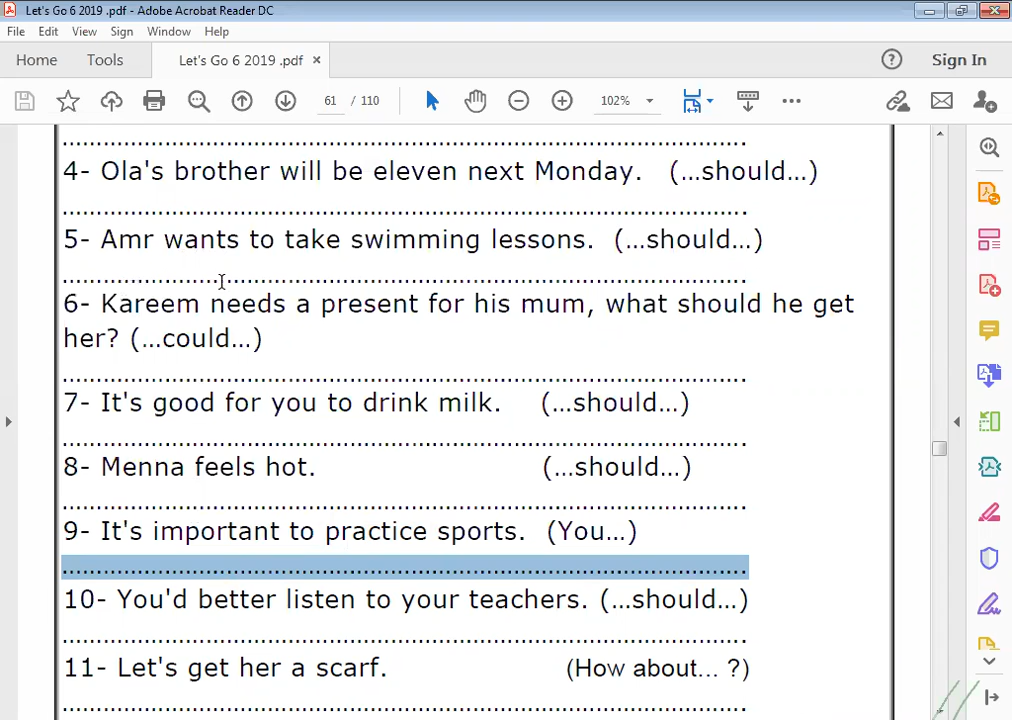 Let's Go 6 2019 .pdf - Adobe Acrobat Reader DC
File Edit View Sign Window Help
Home Tools Let's Go 6 2019 .pdf × Sign In
61 / 110 102%
4- Ola's brother will be eleven next Monday. (...should...)
5- Amr wants to take swimming lessons. (...should...)
6- Kareem needs a present for his mum, what should he get
her? (...could...)
7- It's good for you to drink milk. (...should...)
8- Menna feels hot. (...should...)
9- It's important to practice sports. (You...)
10- You'd better listen to your teachers. (...should...)
11- Let's get her a scarf. (How about... ?)